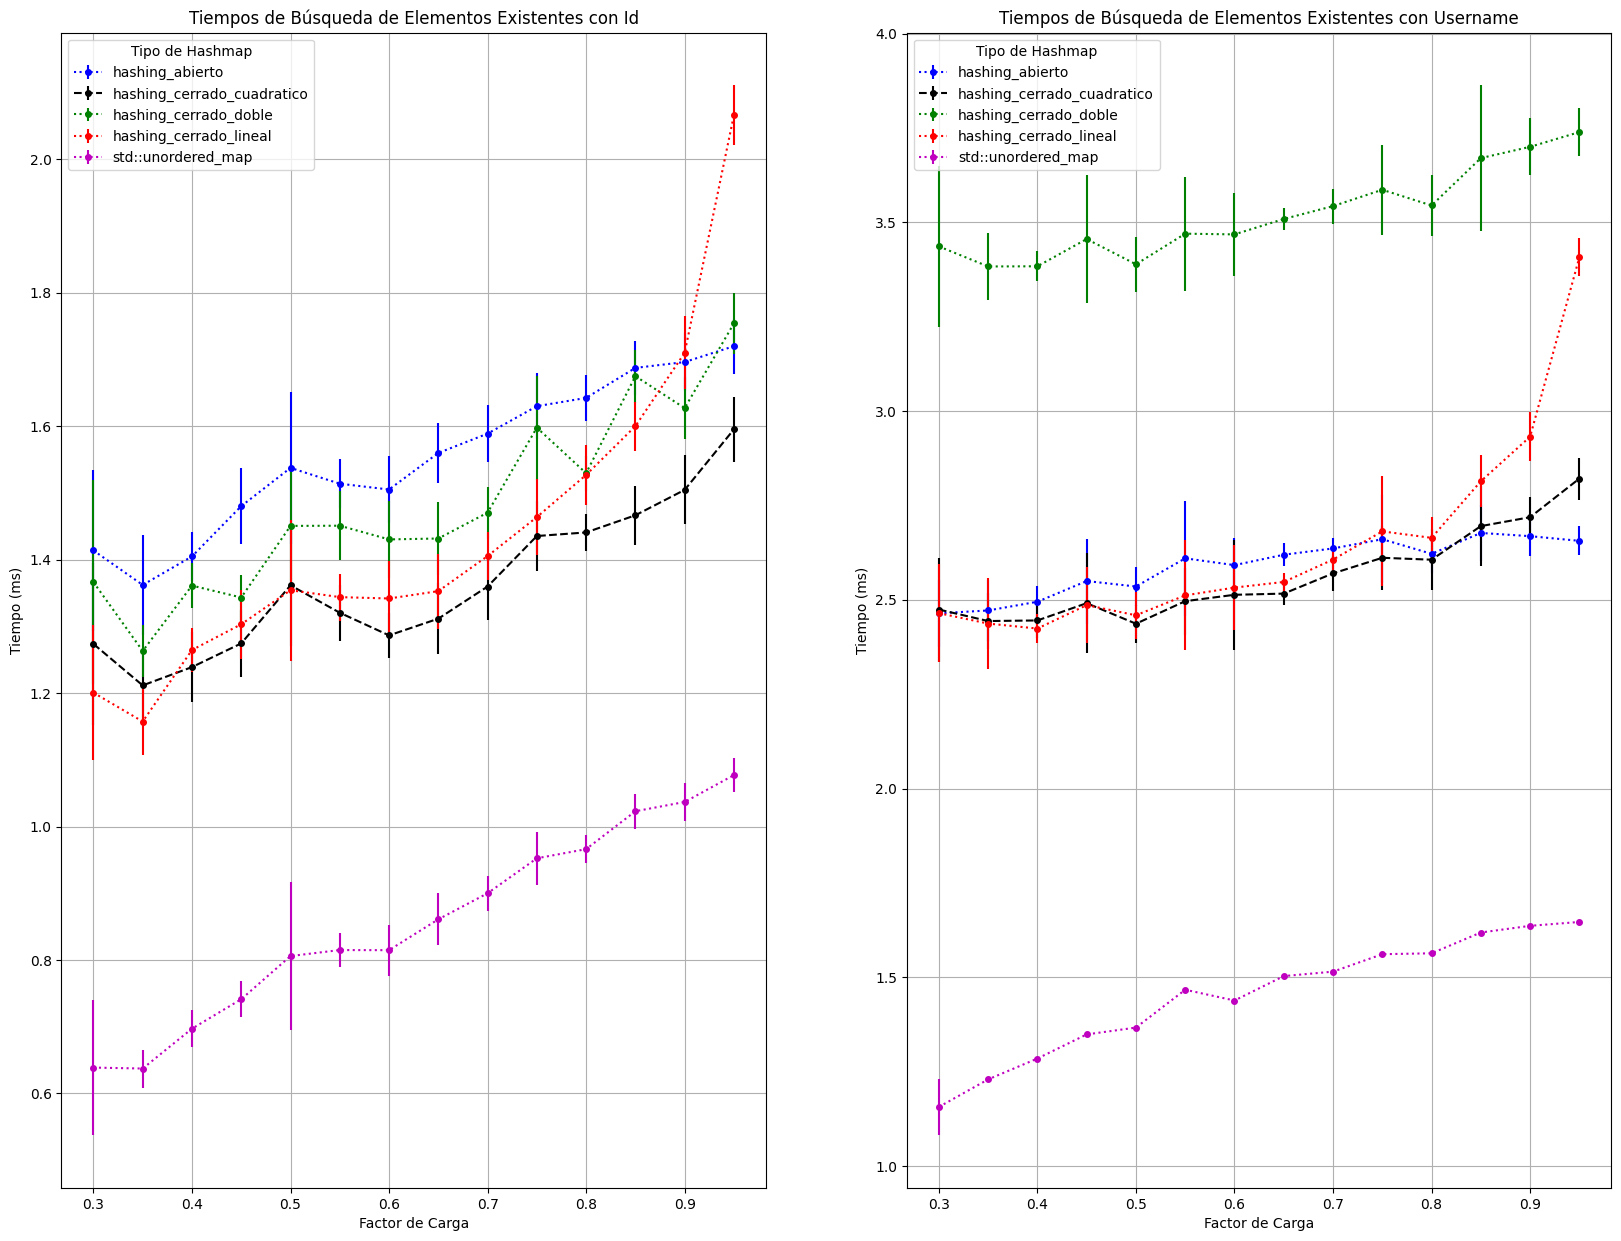 Tiempos de Búsqueda de Elementos Existentes con Id
Tipo de Hashmap
hashing_abierto
hashing_cerrado_cuadratico
hashing_cerrado_doble
hashing_cerrado_lineal
std::unordered_map
Tiempo (ms)
2.0
1.8
1.6
1.4
1.2
1.0
0.8
0.6
0.3 0.4 0.5 0.6 0.7 0.8 0.9
Factor de Carga
Tiempos de Búsqueda de Elementos Existentes con Username
Tipo de Hashmap
hashing_abierto
hashing_cerrado_cuadratico
hashing_cerrado_doble
hashing_cerrado_lineal
std::unordered_map
Tiempo (ms)
4.0
3.5
3.0
2.5
2.0
1.5
1.0
0.3 0.4 0.5 0.6 0.7 0.8 0.9
Factor de Carga